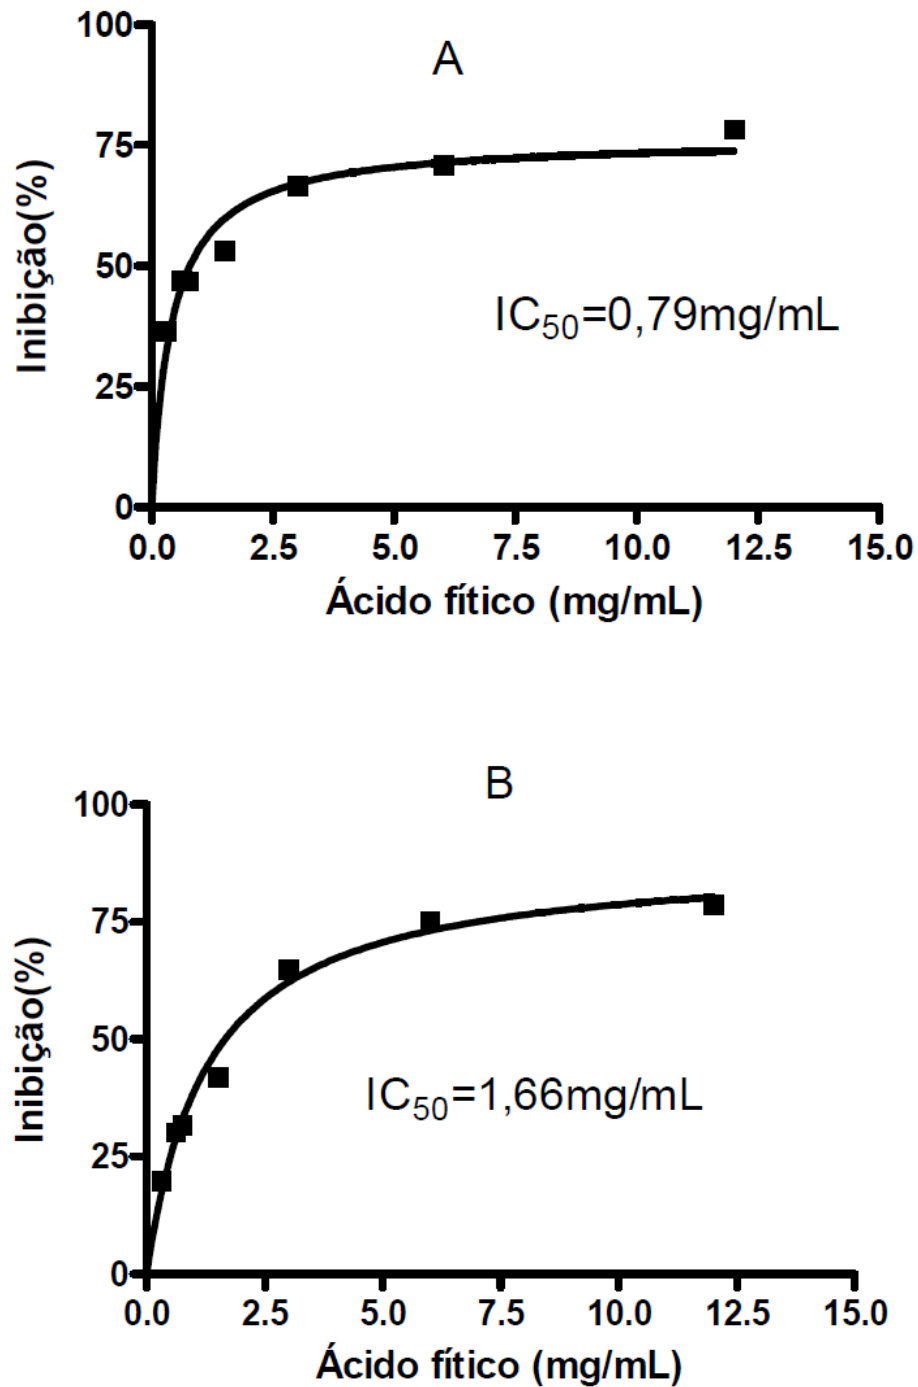 A
100
75
50
25
0
Inibição(%)
IC50=0,79mg/mL
0.0 2.5 5.0 7.5 10.0 12.5 15.0
Ácido fítico (mg/mL)
B
100
75
50
25
0
Inibição(%)
IC50=1,66mg/mL
0.0 2.5 5.0 7.5 10.0 12.5 15.0
Ácido fítico (mg/mL)